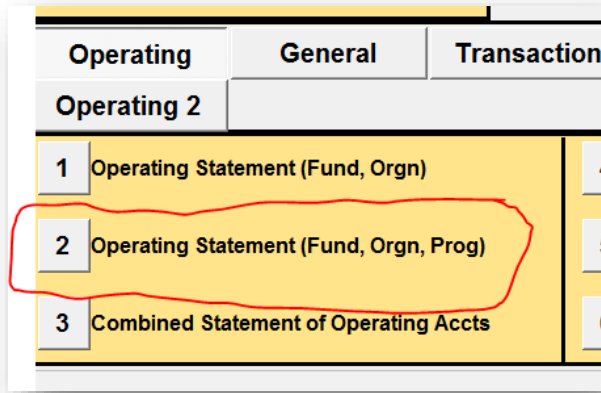 Operating General Transaction
Operating 2
1 Operating Statement (Fund, Orgn)
2 Operating Statement (Fund, Orgn, Prog)
3 Combined Statement of Operating Accts